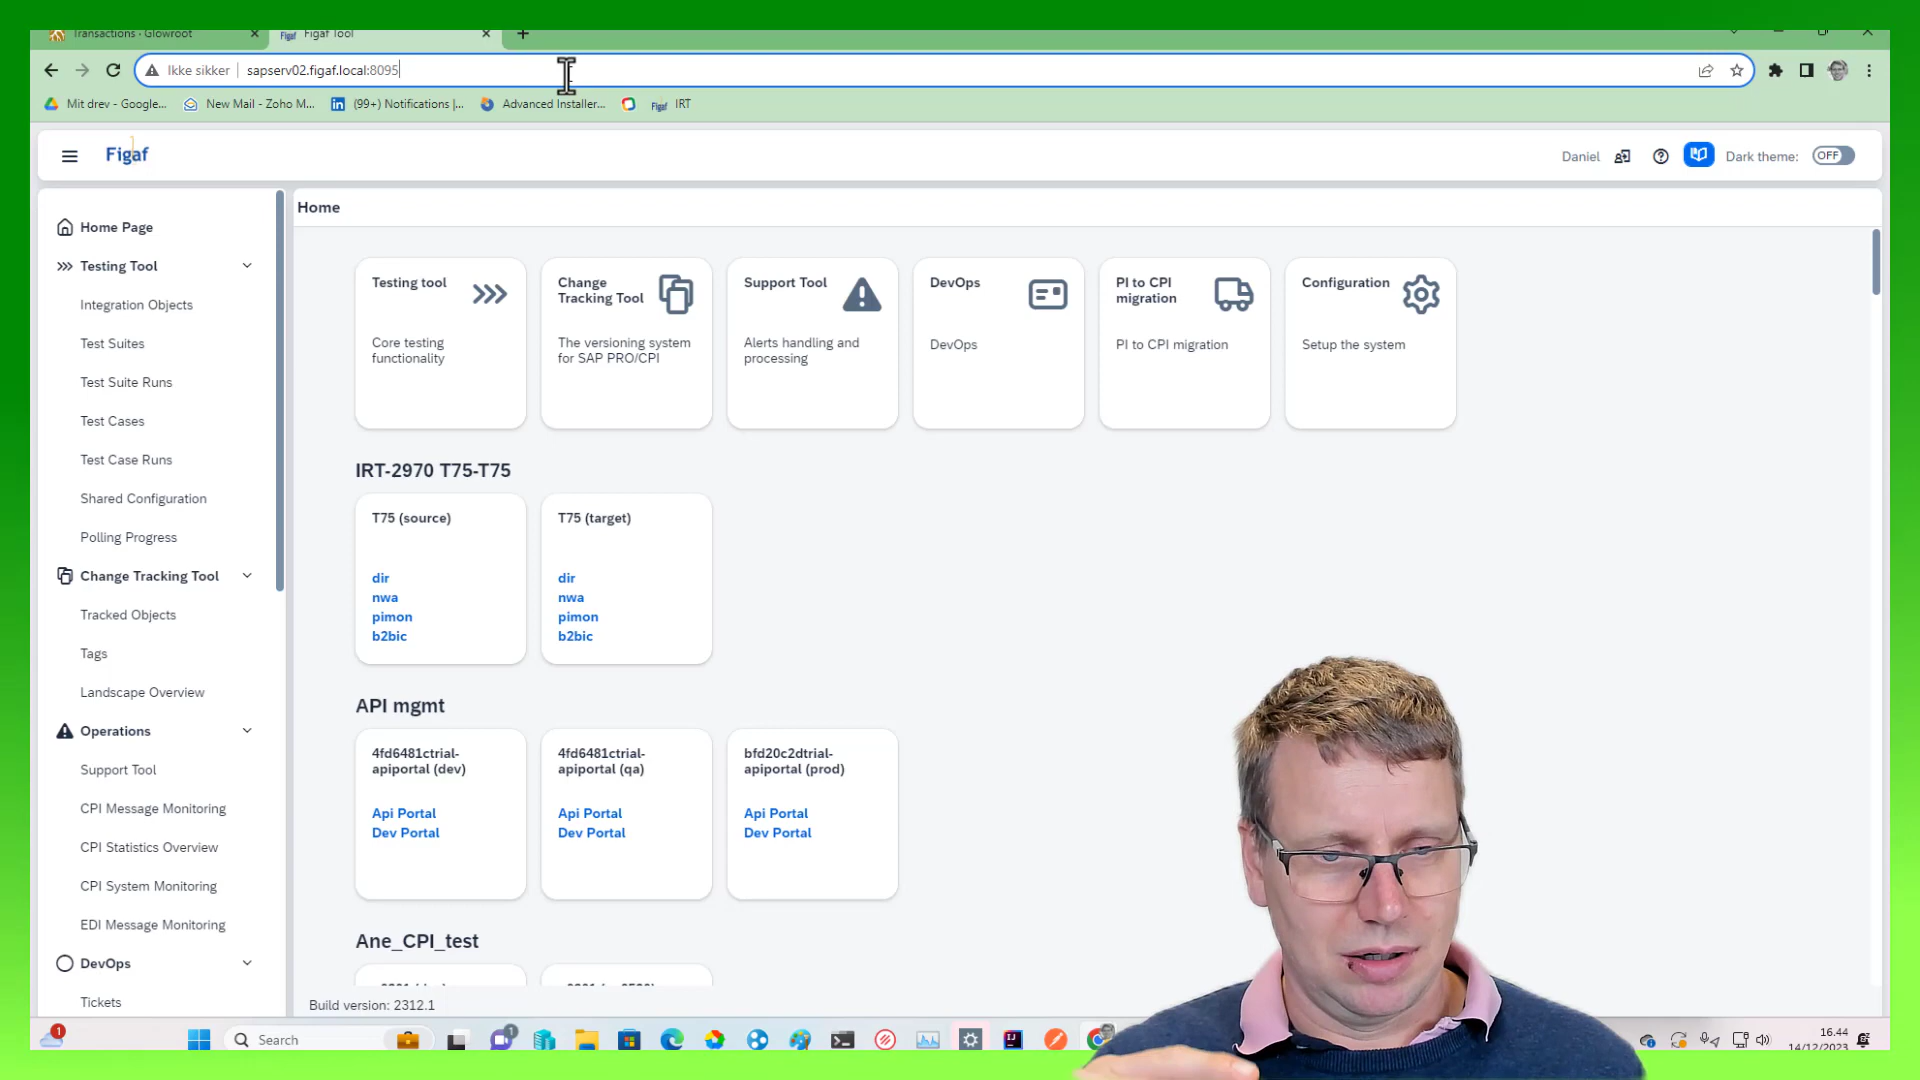 Transactions · Glowroot
Figaf Tool
Ikke sikker
sapserv02.figaf.local:8095
Mit drev - Google...
New Mail - Zoho M...
(99+) Notifications |...
Advanced Installer...
Figaf IRT
Figaf
Daniel
Dark theme:
OFF
Home Page
Testing Tool
Integration Objects
Test Suites
Test Suite Runs
Test Cases
Test Case Runs
Shared Configuration
Polling Progress
Change Tracking Tool
Tracked Objects
Tags
Landscape Overview
Operations
Support Tool
CPI Message Monitoring
CPI Statistics Overview
CPI System Monitoring
EDI Message Monitoring
DevOps
Tickets
Home
Testing tool
Core testing
functionality
Change
Tracking Tool
The versioning system
for SAP PRO/CPI
Support Tool
Alerts handling and
processing
DevOps
DevOps
PI to CPI
migration
PI to CPI migration
Configuration
Setup the system
IRT-2970 T75-T75
T75 (source)
dir
nwa
pimon
b2bic
T75 (target)
dir
nwa
pimon
b2bic
API mgmt
4fd6481ctrial-
apiportal (dev)
Api Portal
Dev Portal
4fd6481ctrial-
apiportal (qa)
Api Portal
Dev Portal
bfd20c2dtrial-
apiportal (prod)
Api Portal
Dev Portal
Ane_CPI_test
Build version: 2312.1
1
Search
1
16.44
14/12/2023